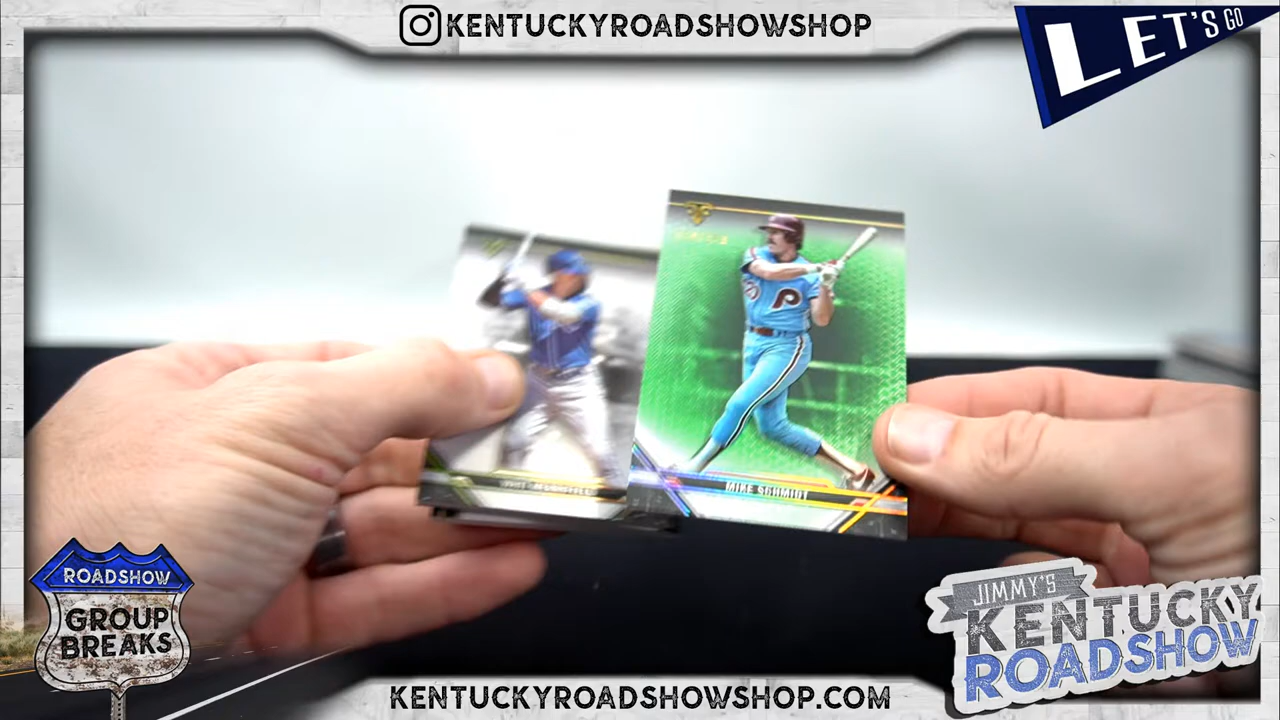 KENTUCKYROADSHOWSHOP
LET'S GO
P
MIKE SCHMIDT
ROADSHOW
GROUP
BREAKS
JIMMY'S
KENTUCKY
ROADSHOW
KENTUCKYROADSHOWSHOP.COM